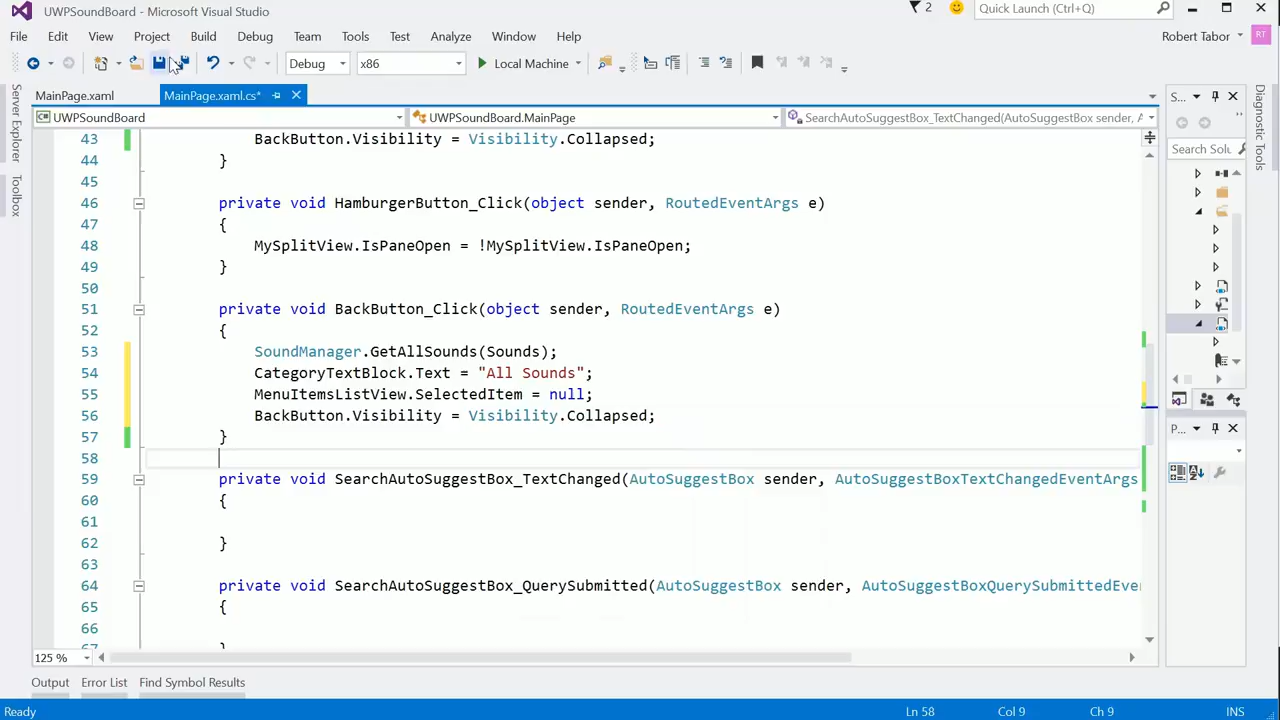 UWPSoundBoard - Microsoft Visual Studio
2
Quick Launch (Ctrl+Q)
File Edit View Project Build Debug Team Tools Test Analyze Window Help
Robert Tabor RT
Debug x86 Local Machine
MainPage.xaml MainPage.xaml.cs* S...
UWPSoundBoard UWPSoundBoard.MainPage SearchAutoSuggestBox_TextChanged(AutoSuggestBox sender, A
Search Solu
Server Explorer
Toolbox
Diagnostic Tools
43 BackButton.Visibility = Visibility.Collapsed;
44 }
45
46 private void HamburgerButton_Click(object sender, RoutedEventArgs e)
47 {
48 MySplitView.IsPaneOpen = !MySplitView.IsPaneOpen;
49 }
50
51 private void BackButton_Click(object sender, RoutedEventArgs e)
52 {
53 SoundManager.GetAllSounds(Sounds);
54 CategoryTextBlock.Text = "All Sounds";
55 MenuItemsListView.SelectedItem = null;
56 BackButton.Visibility = Visibility.Collapsed;
57 }
P...
58
59 private void SearchAutoSuggestBox_TextChanged(AutoSuggestBox sender, AutoSuggestBoxTextChangedEventArgs
60 {
61
62 }
63
64 private void SearchAutoSuggestBox_QuerySubmitted(AutoSuggestBox sender, AutoSuggestBoxQuerySubmittedEve
65 {
66
67 }
125 %
Output Error List Find Symbol Results
Ready Ln 58 Col 9 Ch 9 INS